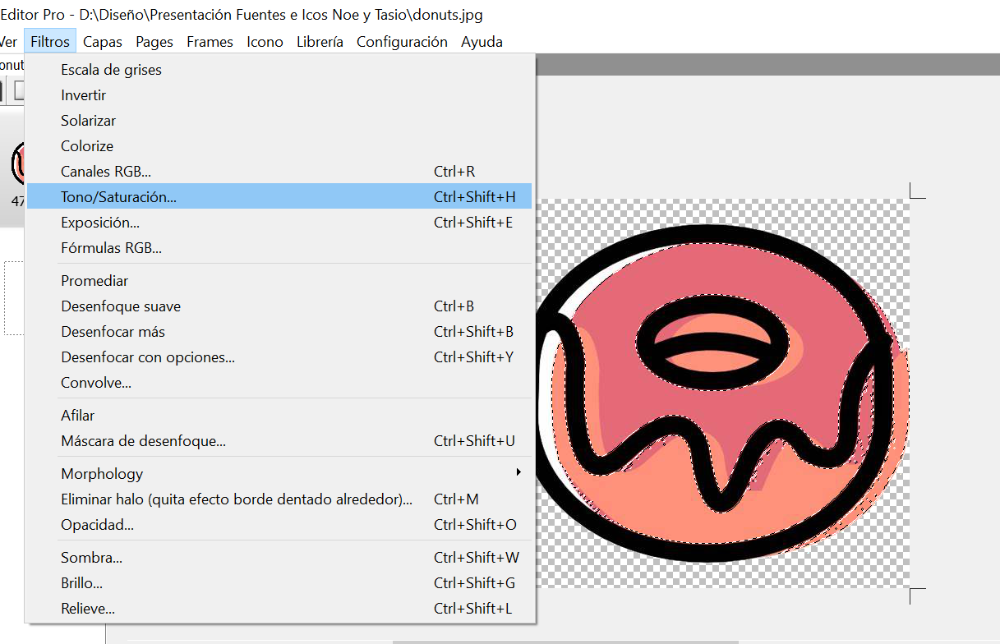 Editor Pro - D:\Diseño\Presentación Fuentes e Icos Noe y Tasio\donuts.jpg
Ver Filtros Capas Pages Frames Icono Librería Configuración Ayuda
onut
Escala de grises
Invertir
Solarizar
Colorize
Canales RGB... Ctrl+R
47
Tono/Saturación... Ctrl+Shift+H
Exposición... Ctrl+Shift+E
Fórmulas RGB...
Promediar
Desenfoque suave Ctrl+B
Desenfocar más Ctrl+Shift+B
Desenfocar con opciones... Ctrl+Shift+Y
Convolve...
Afilar
Máscara de desenfoque... Ctrl+Shift+U
Morphology
Eliminar halo (quita efecto borde dentado alrededor)... Ctrl+M
Opacidad... Ctrl+Shift+O
Sombra... Ctrl+Shift+W
Brillo... Ctrl+Shift+G
Relieve... Ctrl+Shift+L